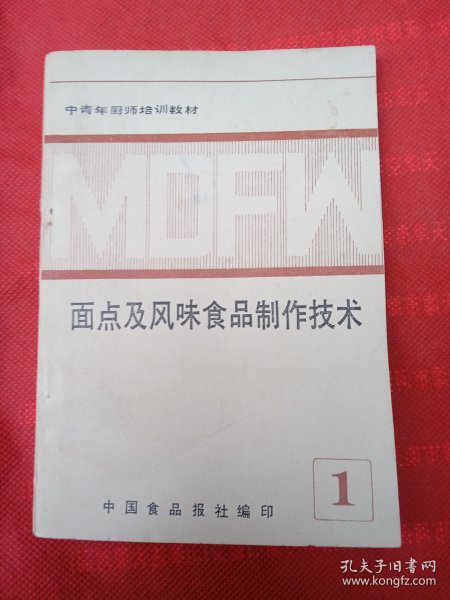 中青年厨师培训教材
MDFW
面点及风味食品制作技术
1
中国食品报社编印
孔夫子旧书网
www.kongfz.com